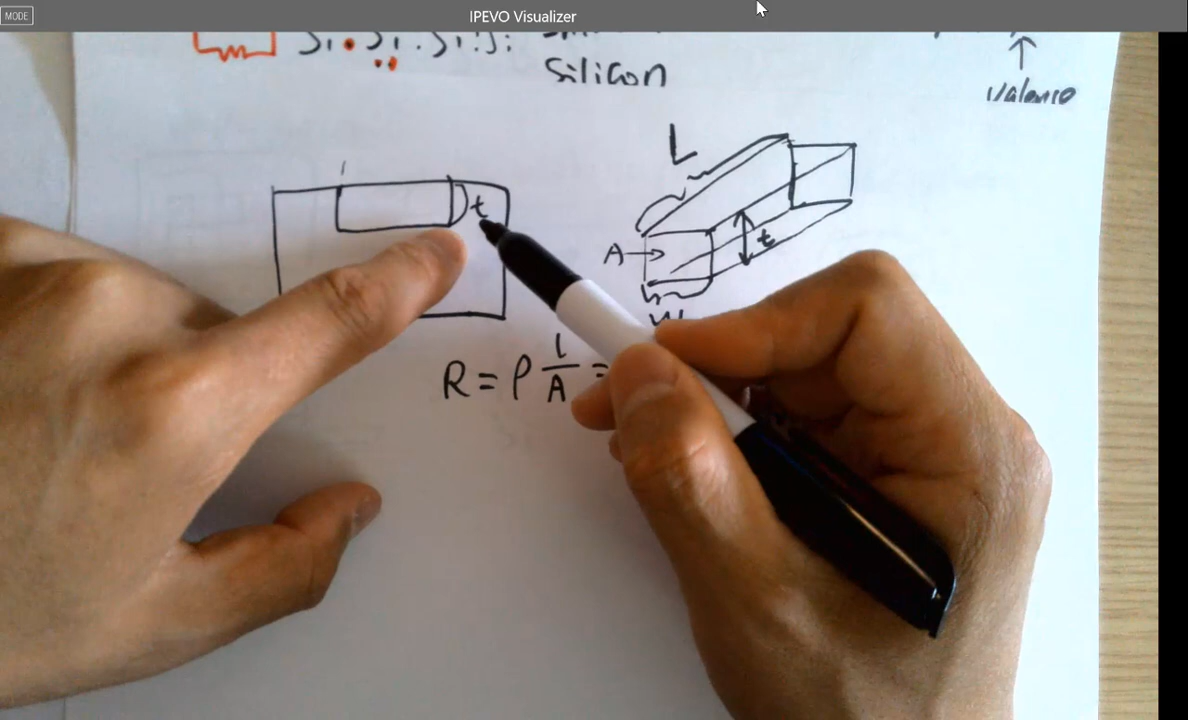 MODE
IPEVO Visualizer
Silicon
Valence
L
t
A →
t
w
R = ρ l/A =